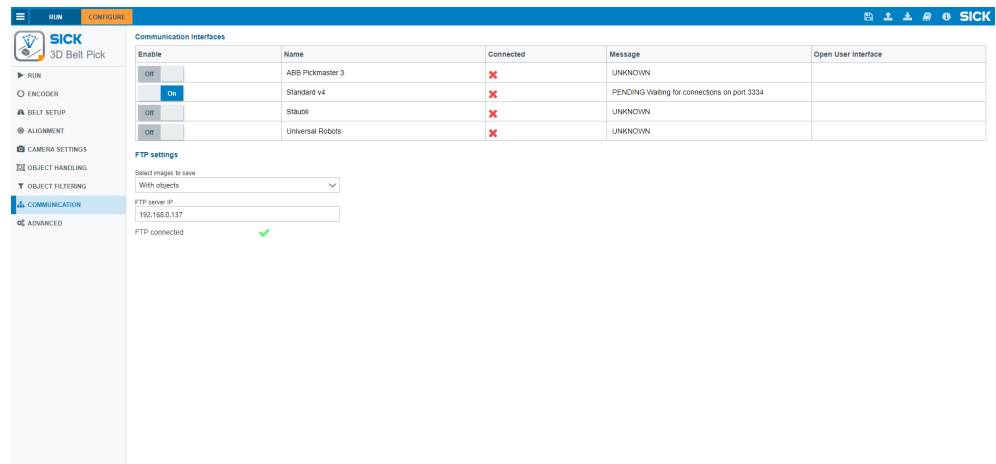 RUN
CONFIGURE
SICK
SICK
3D Belt Pick
RUN
ENCODER
BELT SETUP
ALIGNMENT
CAMERA SETTINGS
OBJECT HANDLING
OBJECT FILTERING
COMMUNICATION
ADVANCED
Communication Interfaces
Enable Name Connected Message Open User Interface
Off ABB Pickmaster 3 UNKNOWN
On Standard v4 PENDING Waiting for connections on port 3334
Off Stäubli UNKNOWN
Off Universal Robots UNKNOWN
FTP settings
Select images to save
With objects
FTP server IP
192.168.0.137
FTP connected